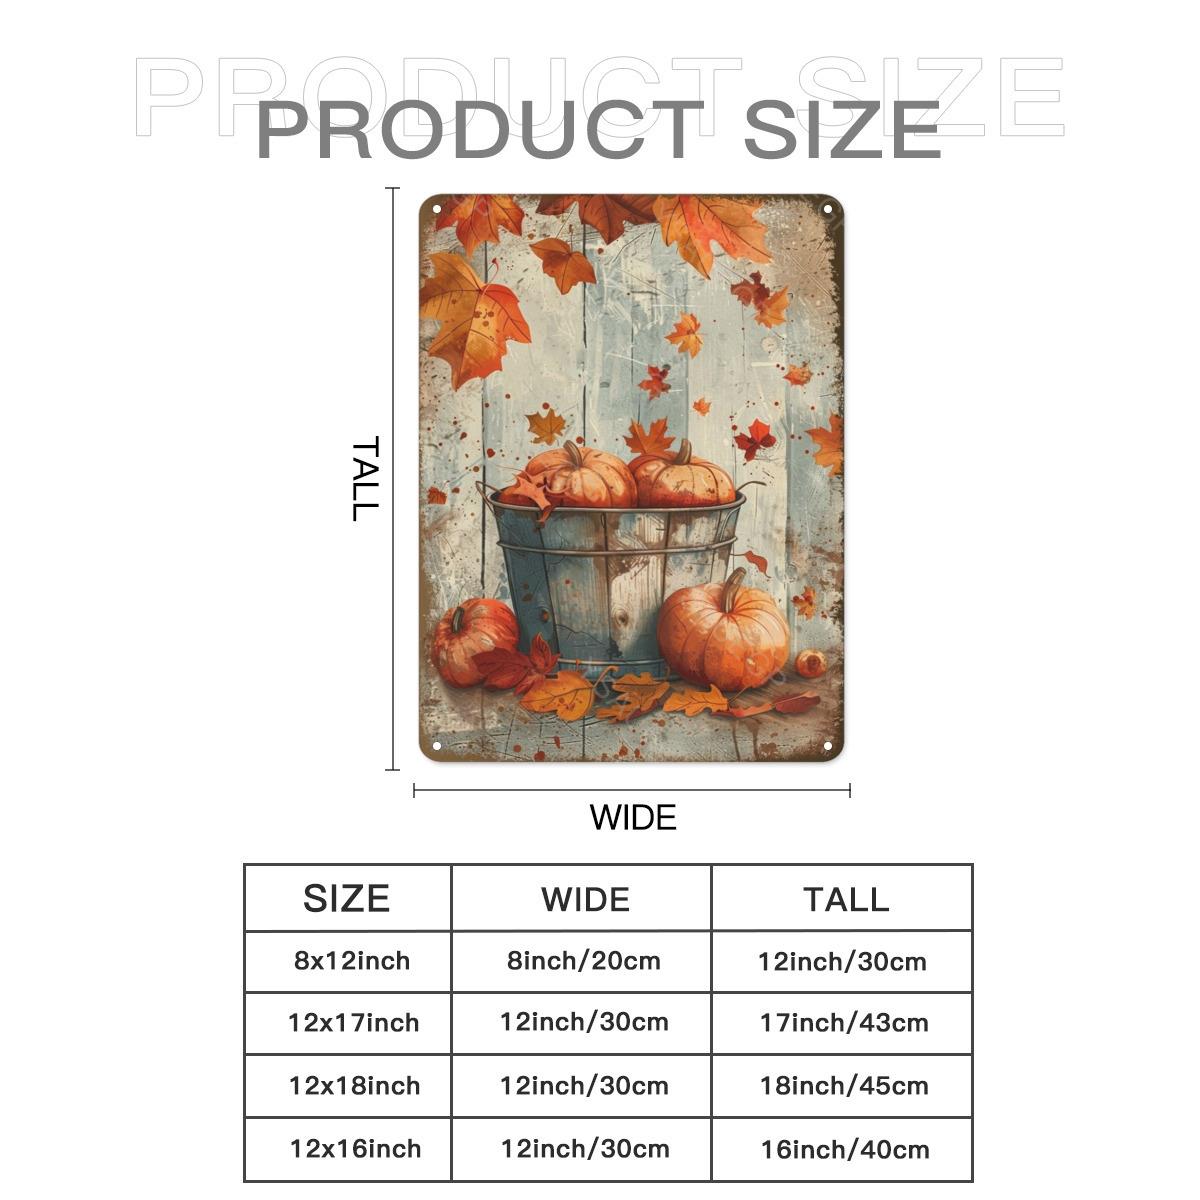 PRODUCT SIZE
PRODUCT SIZE
TALL
WIDE
SIZE WIDE TALL
8x12inch 8inch/20cm 12inch/30cm
12x17inch 12inch/30cm 17inch/43cm
12x18inch 12inch/30cm 18inch/45cm
12x16inch 12inch/30cm 16inch/40cm